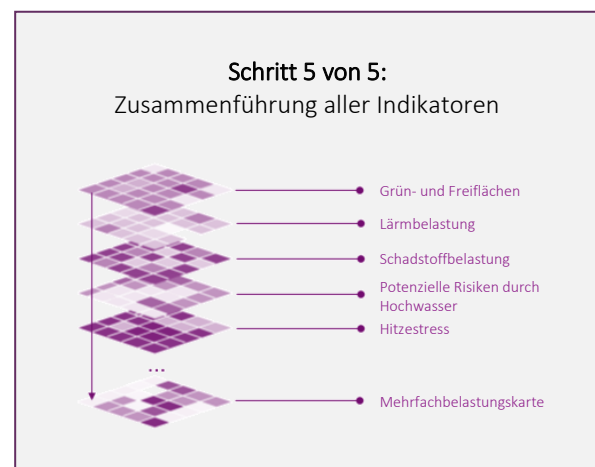 Schritt 5 von 5:
Zusammenführung aller Indikatoren
Grün- und Freiflächen
Lärmbelastung
Schadstoffbelastung
Potenzielle Risiken durch
Hochwasser
Hitzestress
...
Mehrfachbelastungskarte